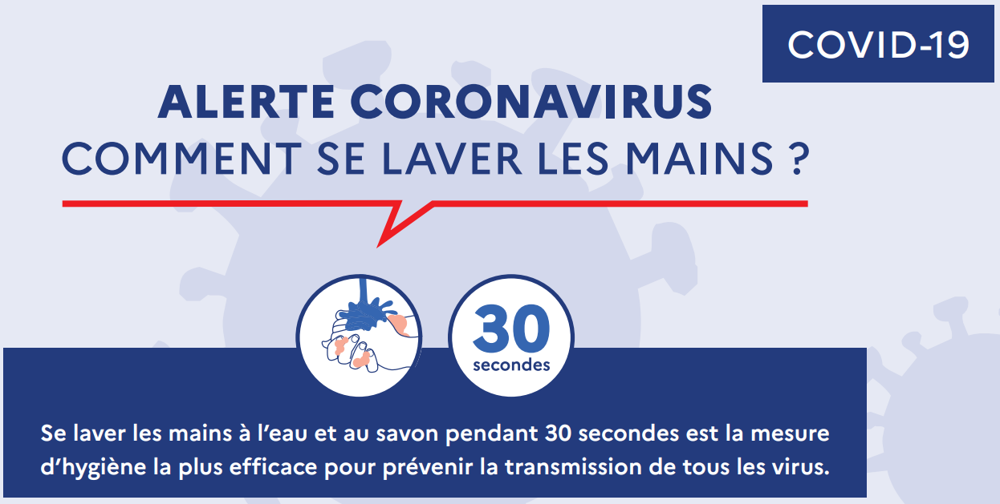 COVID-19
ALERTE CORONAVIRUS
COMMENT SE LAVER LES MAINS ?
30
secondes
Se laver les mains à l’eau et au savon pendant 30 secondes est la mesure
d’hygiène la plus efficace pour prévenir la transmission de tous les virus.